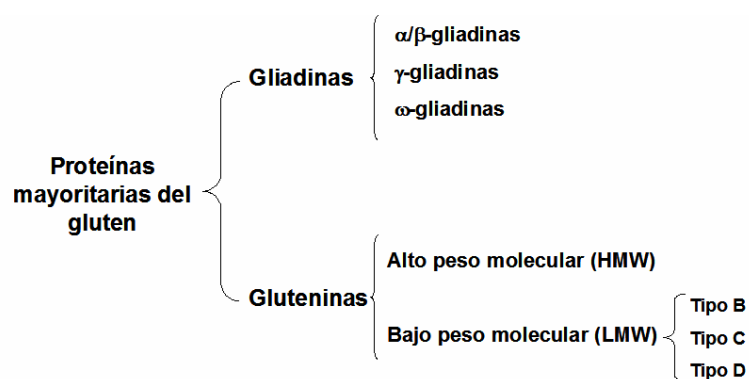 Proteínas
mayoritarias del
gluten
Gliadinas
α/β-gliadinas
γ-gliadinas
ω-gliadinas
Gluteninas
Alto peso molecular (HMW)
Bajo peso molecular (LMW)
Tipo B
Tipo C
Tipo D